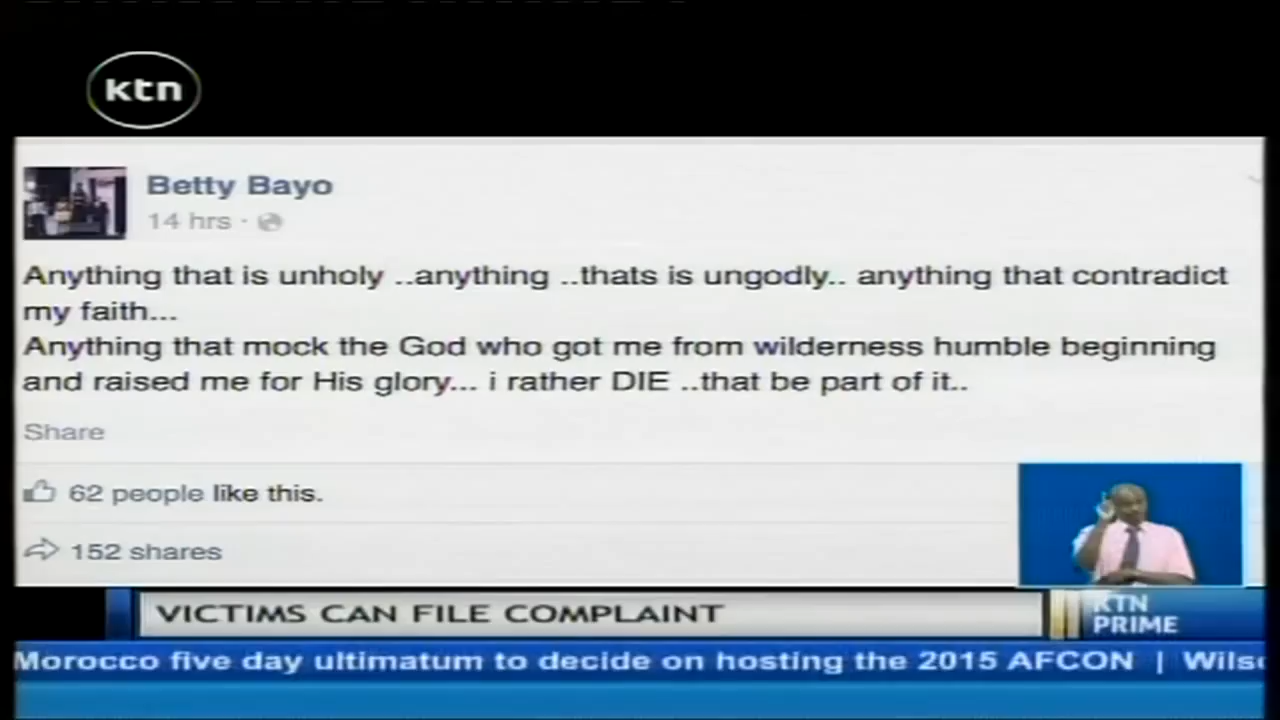 ktn
Betty Bayo
14 hrs ·
Anything that is unholy ..anything ..thats is ungodly.. anything that contradict
my faith...
Anything that mock the God who got me from wilderness humble beginning
and raised me for His glory... i rather DIE ..that be part of it..
Share
62 people like this.
152 shares
VICTIMS CAN FILE COMPLAINT
KTN
PRIME
Morocco five day ultimatum to decide on hosting the 2015 AFCON | Wils